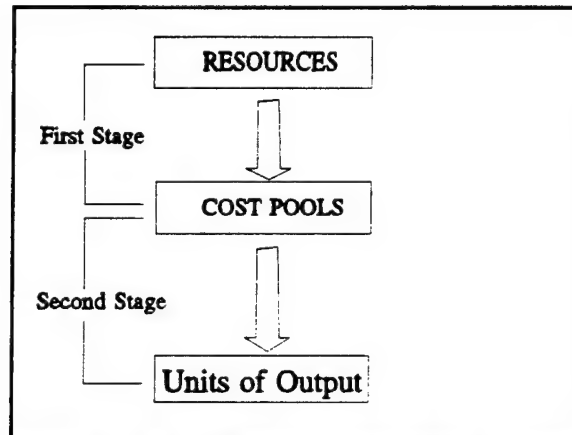 RESOURCES
First Stage
COST POOLS
Second Stage
Units of Output